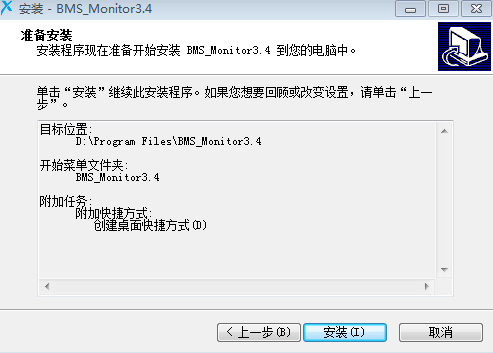 安装 - BMS_Monitor3.4
准备安装
安装程序现在准备开始安装 BMS_Monitor3.4 到您的电脑中。
单击“安装”继续此安装程序。如果您想要回顾或改变设置，请单击“上一
步”。
目标位置:
D:\Program Files\BMS_Monitor3.4
开始菜单文件夹:
BMS_Monitor3.4
附加任务:
附加快捷方式:
创建桌面快捷方式(D)
< 上一步(B)
安装(I)
取消